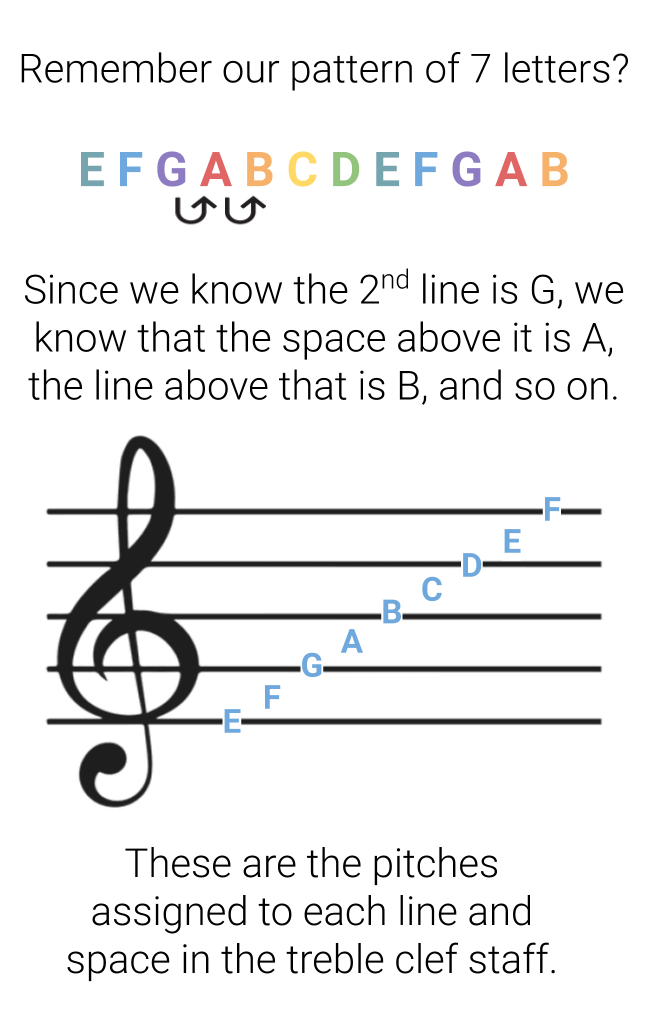 Remember our pattern of 7 letters?
E F G A B C D E F G A B
Since we know the 2nd line is G, we
know that the space above it is A,
the line above that is B, and so on.
F
E
D
C
B
A
G
F
E
These are the pitches
assigned to each line and
space in the treble clef staff.